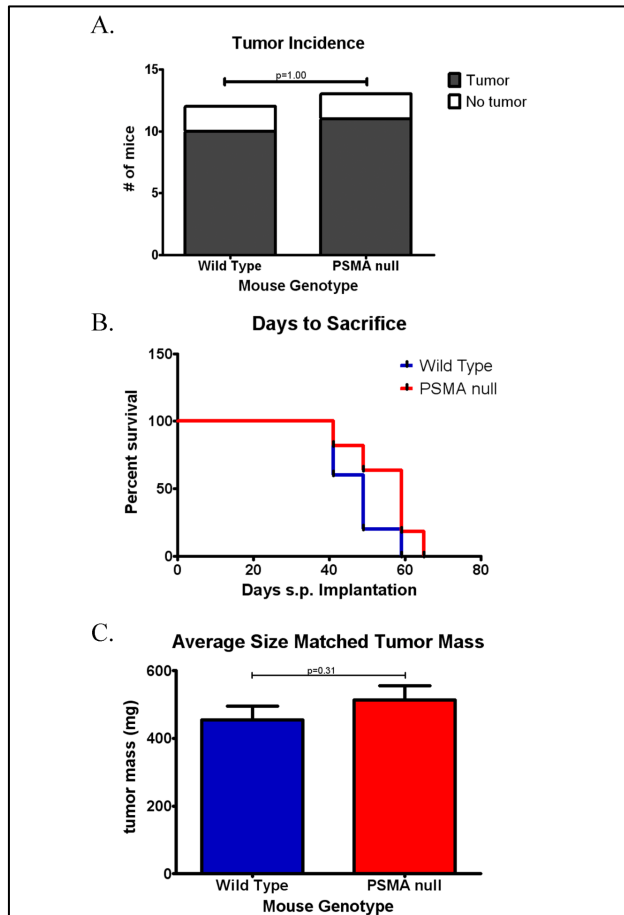 A.
Tumor Incidence
p=1.00
15
10
5
0
# of mice
Wild Type
PSMA null
Mouse Genotype
Tumor
No tumor
B.
Days to Sacrifice
150
100
50
0
Percent survival
0
20
40
60
80
Days s.p. Implantation
Wild Type
PSMA null
C.
Average Size Matched Tumor Mass
p=0.31
600
400
200
0
tumor mass (mg)
Wild Type
PSMA null
Mouse Genotype